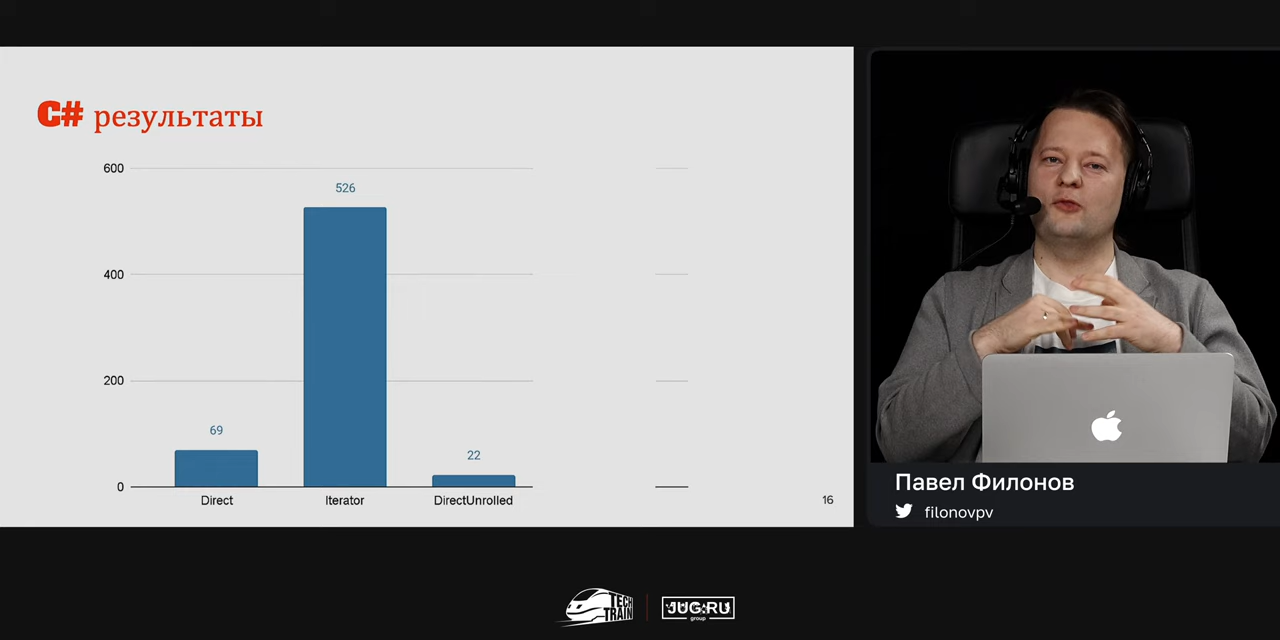 C# результаты
600
526
400
200
69
22
0
Direct
Iterator
DirectUnrolled
16
Павел Филонов
filonovpv
TECH
TRAIN
JUG.RU
group